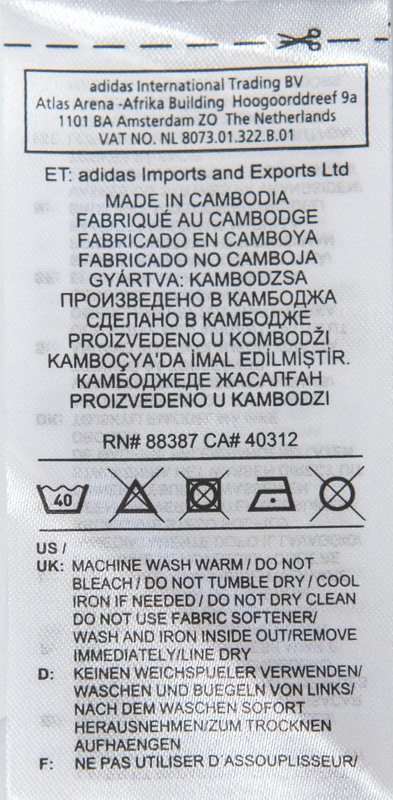 adidas International Trading BV
Atlas Arena -Afrika Building Hoogoorddreef 9a
1101 BA Amsterdam ZO The Netherlands
VAT NO. NL 8073.01.322.B.01
ET: adidas Imports and Exports Ltd
MADE IN CAMBODIA
FABRIQUÉ AU CAMBODGE
FABRICADO EN CAMBOYA
FABRICADO NO CAMBOJA
GYÁRTVA: KAMBODZSA
ПРОИЗВЕДЕНО В КАМБОДЖА
СДЕЛАНО В КАМБОДЖЕ
PROIZVEDENO U KOMBODŽI
KAMBOÇYA'DA İMAL EDİLMİŞTİR.
КАМБОДЖЕДЕ ЖАСАЛҒАН
PROIZVEDENO U KAMBODZI
RN# 88387 CA# 40312
40
US /
UK: MACHINE WASH WARM / DO NOT
BLEACH / DO NOT TUMBLE DRY / COOL
IRON IF NEEDED / DO NOT DRY CLEAN
DO NOT USE FABRIC SOFTENER/
WASH AND IRON INSIDE OUT/REMOVE
IMMEDIATELY/LINE DRY
D: KEINEN WEICHSPUELER VERWENDEN/
WASCHEN UND BUEGELN VON LINKS/
NACH DEM WASCHEN SOFORT
HERAUSNEHMEN/ZUM TROCKNEN
AUFHAENGEN
F: NE PAS UTILISER D´ASSOUPLISSEUR/